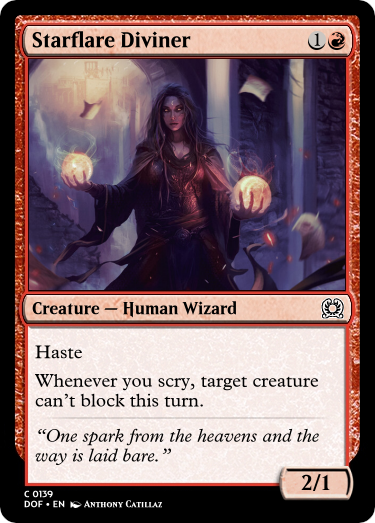 Starflare Diviner 1
Creature — Human Wizard
Haste
Whenever you scry, target creature
can't block this turn.
“One spark from the heavens and the
way is laid bare.”
2/1
C 0139
DOF • EN Anthony Catillaz